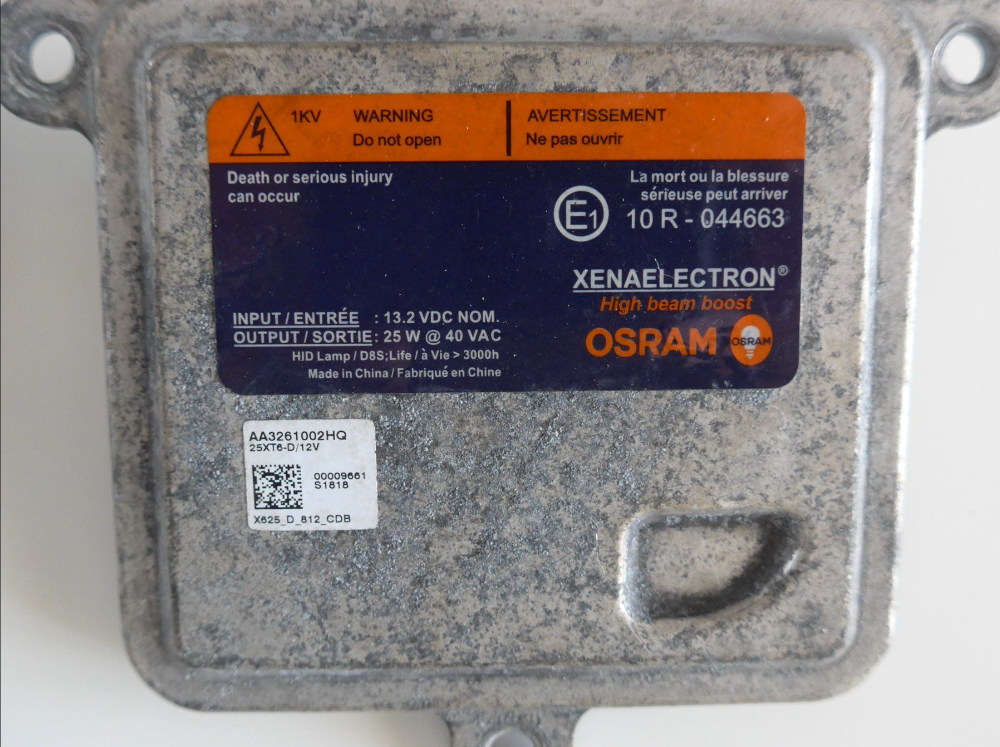 1KV WARNING AVERTISSEMENT
Do not open Ne pas ouvrir
Death or serious injury
can occur
La mort ou la blessure
sérieuse peut arriver
E1 10 R - 044663
XENAELECTRON®
High beam boost
OSRAM OSRAM
INPUT / ENTRÉE : 13.2 VDC NOM.
OUTPUT / SORTIE : 25 W @ 40 VAC
HID Lamp / D8S; Life / à Vie > 3000h
Made in China / Fabriqué en Chine
AA3261002HQ
25XT6-D/12V
00009661
S1818
X625_D_812_CDB